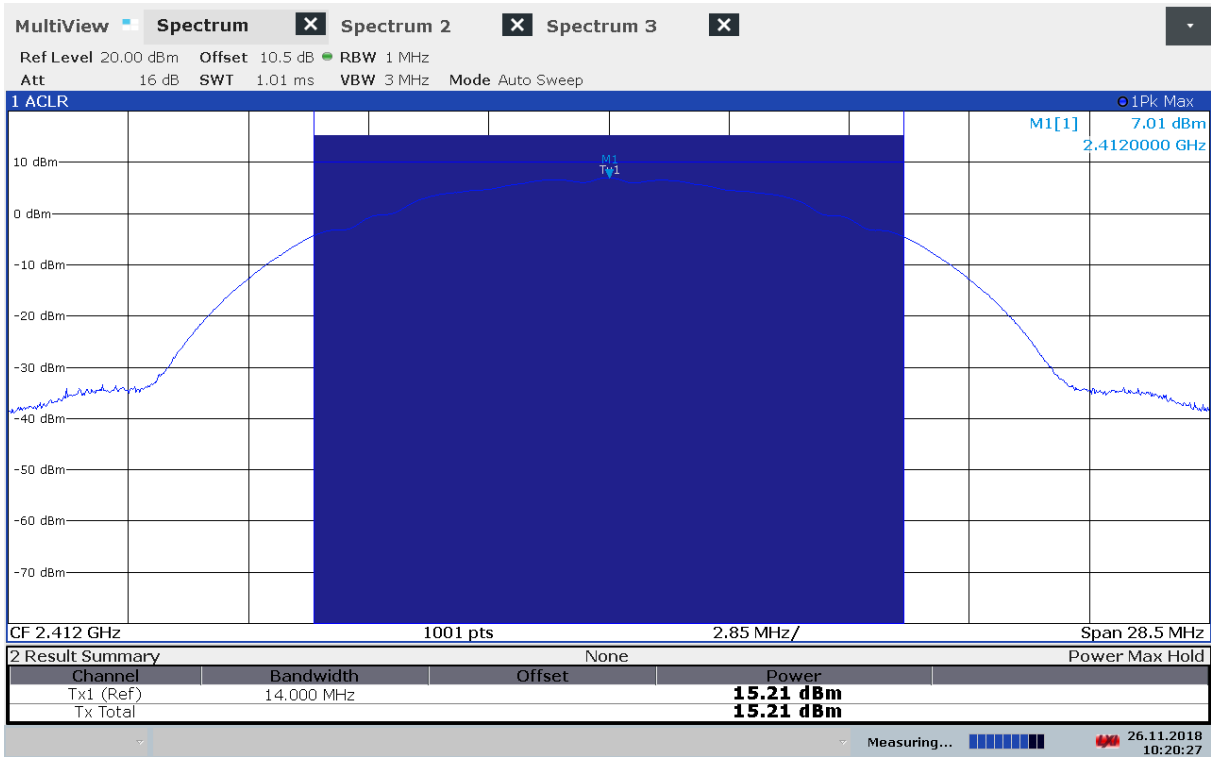 MultiView Spectrum X Spectrum 2 X Spectrum 3 X
Ref Level 20.00 dBm Offset 10.5 dB RBW 1 MHz
Att 16 dB SWT 1.01 ms VBW 3 MHz Mode Auto Sweep
1 ACLR 1Pk Max
M1[1] 7.01 dBm
2.4120000 GHz
M1
10 dBm
Tx1
0 dBm
-10 dBm
-20 dBm
-30 dBm
-40 dBm
-50 dBm
-60 dBm
-70 dBm
CF 2.412 GHz 1001 pts 2.85 MHz/ Span 28.5 MHz
2 Result Summary None Power Max Hold
Channel Bandwidth Offset Power
Tx1 (Ref) 14.000 MHz 15.21 dBm
Tx Total 15.21 dBm
Measuring... 26.11.2018
10:20:27